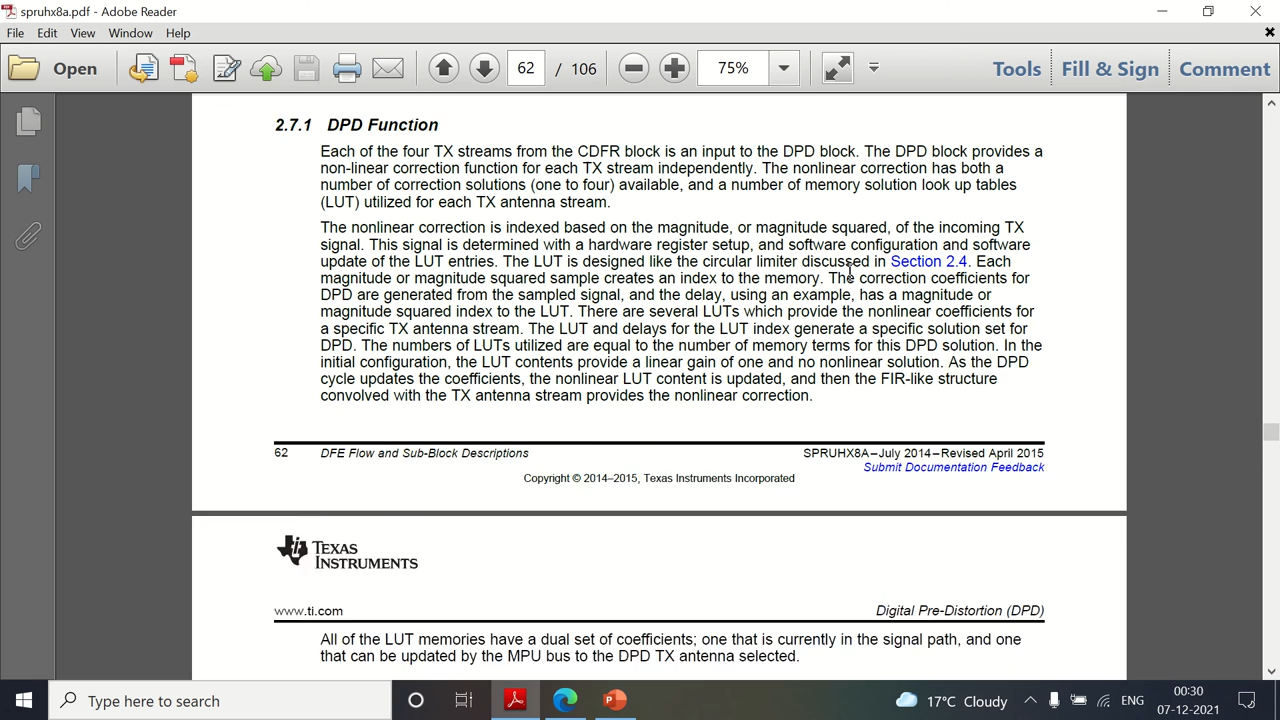 spruhx8a.pdf - Adobe Reader
File Edit View Window Help
Open 62 / 106 75% Tools Fill & Sign Comment
2.7.1 DPD Function
Each of the four TX streams from the CDFR block is an input to the DPD block. The DPD block provides a
non-linear correction function for each TX stream independently. The nonlinear correction has both a
number of correction solutions (one to four) available, and a number of memory solution look up tables
(LUT) utilized for each TX antenna stream.
The nonlinear correction is indexed based on the magnitude, or magnitude squared, of the incoming TX
signal. This signal is determined with a hardware register setup, and software configuration and software
update of the LUT entries. The LUT is designed like the circular limiter discussed in Section 2.4. Each
magnitude or magnitude squared sample creates an index to the memory. The correction coefficients for
DPD are generated from the sampled signal, and the delay, using an example, has a magnitude or
magnitude squared index to the LUT. There are several LUTs which provide the nonlinear coefficients for
a specific TX antenna stream. The LUT and delays for the LUT index generate a specific solution set for
DPD. The numbers of LUTs utilized are equal to the number of memory terms for this DPD solution. In the
initial configuration, the LUT contents provide a linear gain of one and no nonlinear solution. As the DPD
cycle updates the coefficients, the nonlinear LUT content is updated, and then the FIR-like structure
convolved with the TX antenna stream provides the nonlinear correction.
62 DFE Flow and Sub-Block Descriptions SPRUHX8A–July 2014–Revised April 2015
Submit Documentation Feedback
Copyright © 2014–2015, Texas Instruments Incorporated
TEXAS
INSTRUMENTS
www.ti.com Digital Pre-Distortion (DPD)
All of the LUT memories have a dual set of coefficients; one that is currently in the signal path, and one
that can be updated by the MPU bus to the DPD TX antenna selected.
Type here to search 17°C Cloudy ENG 00:30
07-12-2021